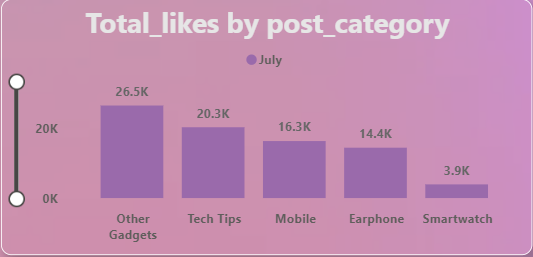 Total_likes by post_category
July
26.5K
20.3K
16.3K
14.4K
3.9K
20K
0K
Other
Gadgets
Tech Tips
Mobile
Earphone
Smartwatch